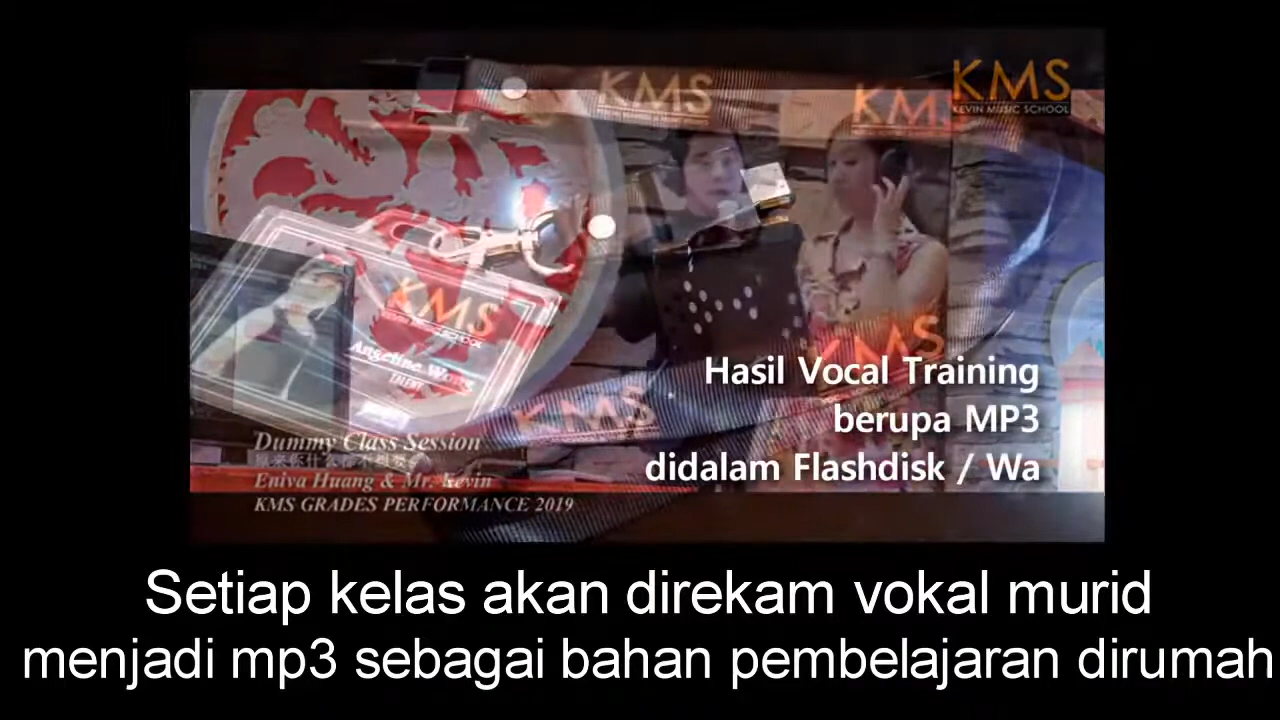 KMS
KMS
KMS
KEVIN MUSIC SCHOOL
KMS
Angeline Wong
TALENT
KMS
KMS
Hasil Vocal Training
berupa MP3
didalam Flashdisk / Wa
Dummy Class Session
Eniva Huang & Mr. Kevin
KMS GRADES PERFORMANCE 2019
Setiap kelas akan direkam vokal murid
menjadi mp3 sebagai bahan pembelajaran dirumah